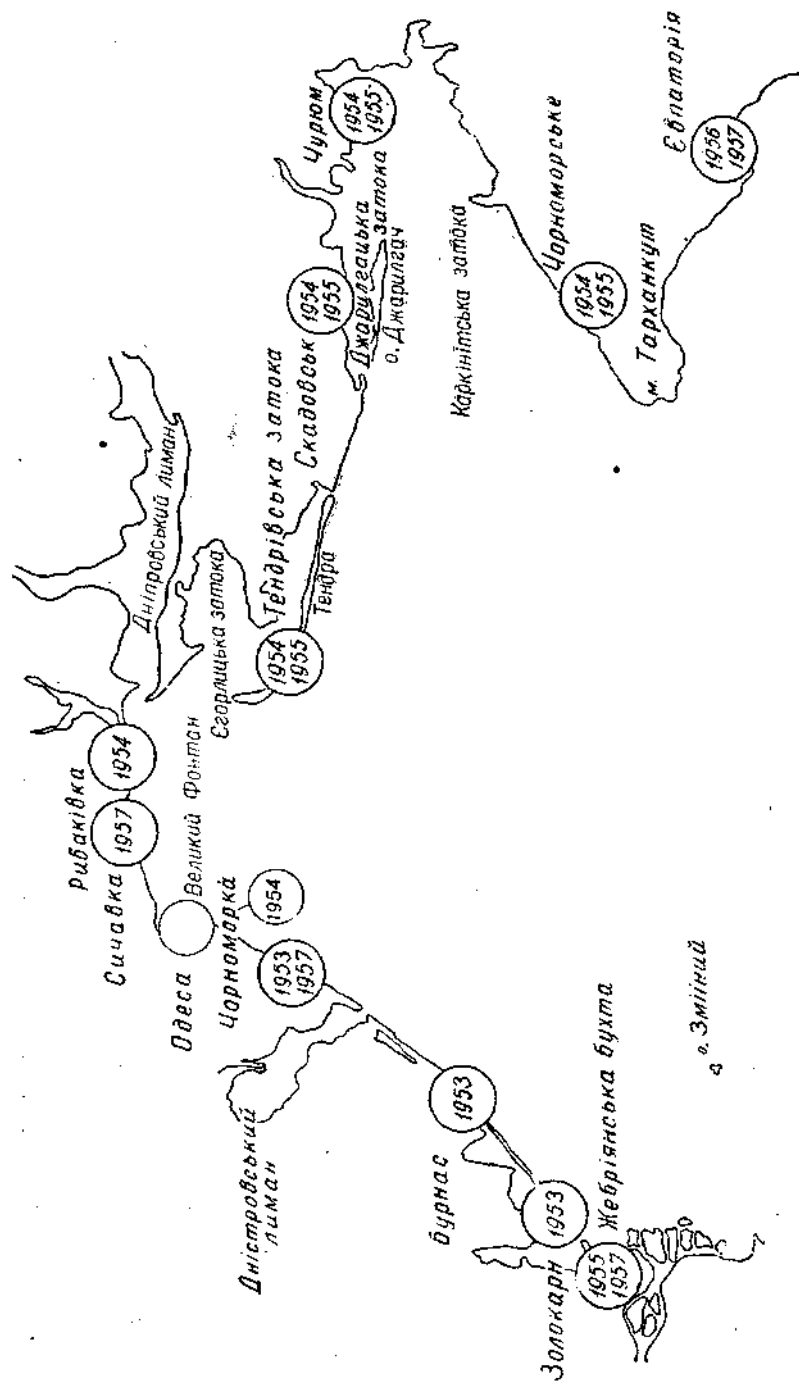 Рибаківка
1954
Сичавка
1957
Одеса
Великий Фонтан
Чорноморка
1954
1953
1957
Дністровський
лиман
Бурнас
1953
Золокари
1953
Жебріянська бухта
1955
1957
о. Зміїний
Дніпровський лиман
Єгорлицька затока
Тендрівська затока
1954
1955
Тендра
Скадовськ
1954
1955
Джарилгацька
затока
о. Джарилгач
Чурюм
1954
1955
Каркінітська затока
Чорноморське
1954
1955
м. Тарханкут
Євпаторія
1956
1957